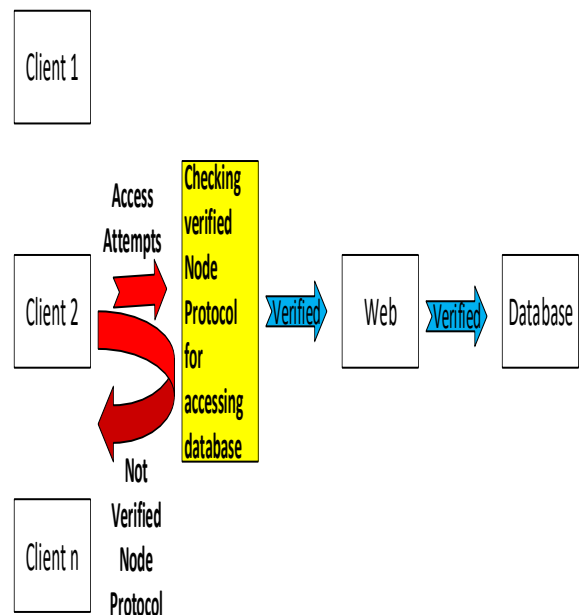 Client 1
Access
Attempts
Client 2
Checking
verified
Node
Protocol
for
accessing
database
Verified
Web
Verified
Database
Not
Verified
Node
Protocol
Client n